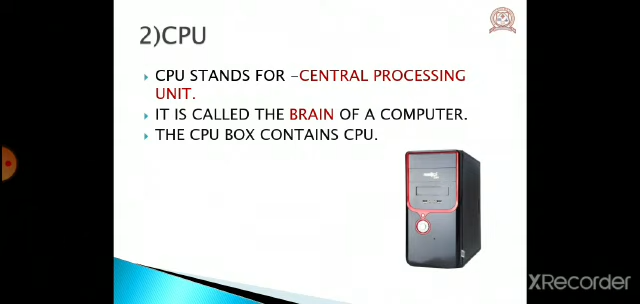 2)CPU
CPU STANDS FOR -CENTRAL PROCESSING
UNIT.
IT IS CALLED THE BRAIN OF A COMPUTER.
THE CPU BOX CONTAINS CPU.
XRecorder